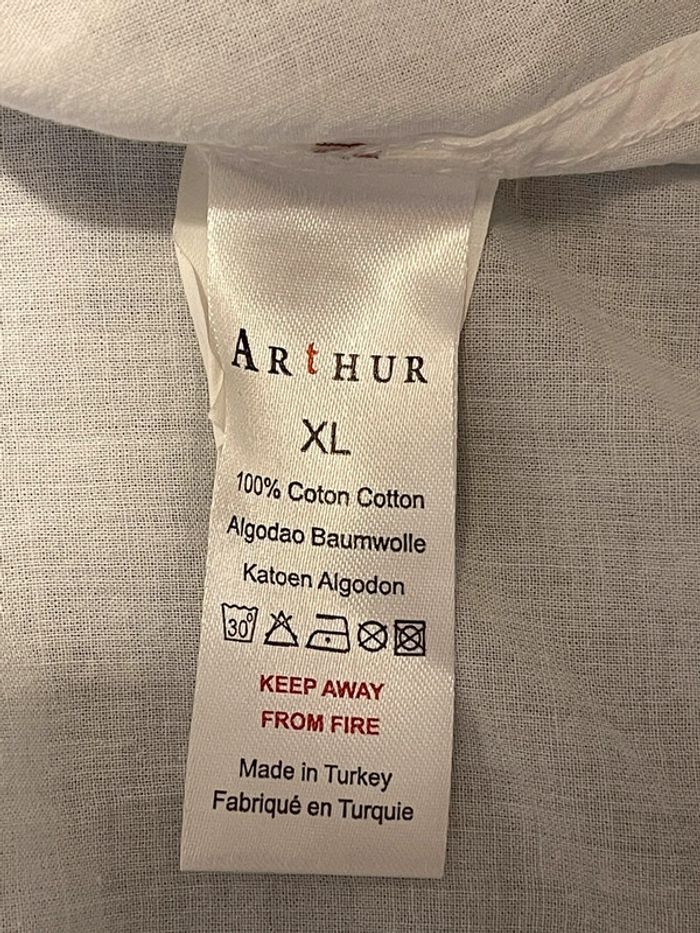 ARtHUR
XL
100% Coton Cotton
Algodao Baumwolle
Katoen Algodon
30°
KEEP AWAY
FROM FIRE
Made in Turkey
Fabriqué en Turquie